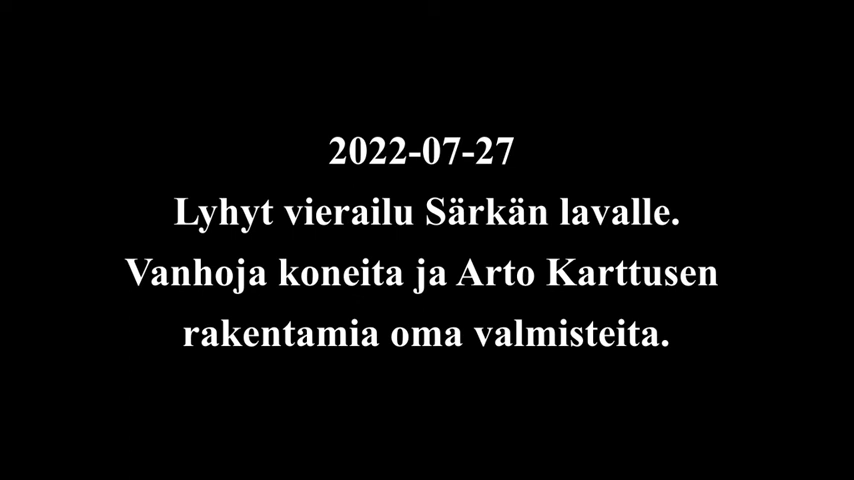 2022-07-27
Lyhyt vierailu Särkän lavalle.
Vanhoja koneita ja Arto Karttusen
rakentamia oma valmisteita.